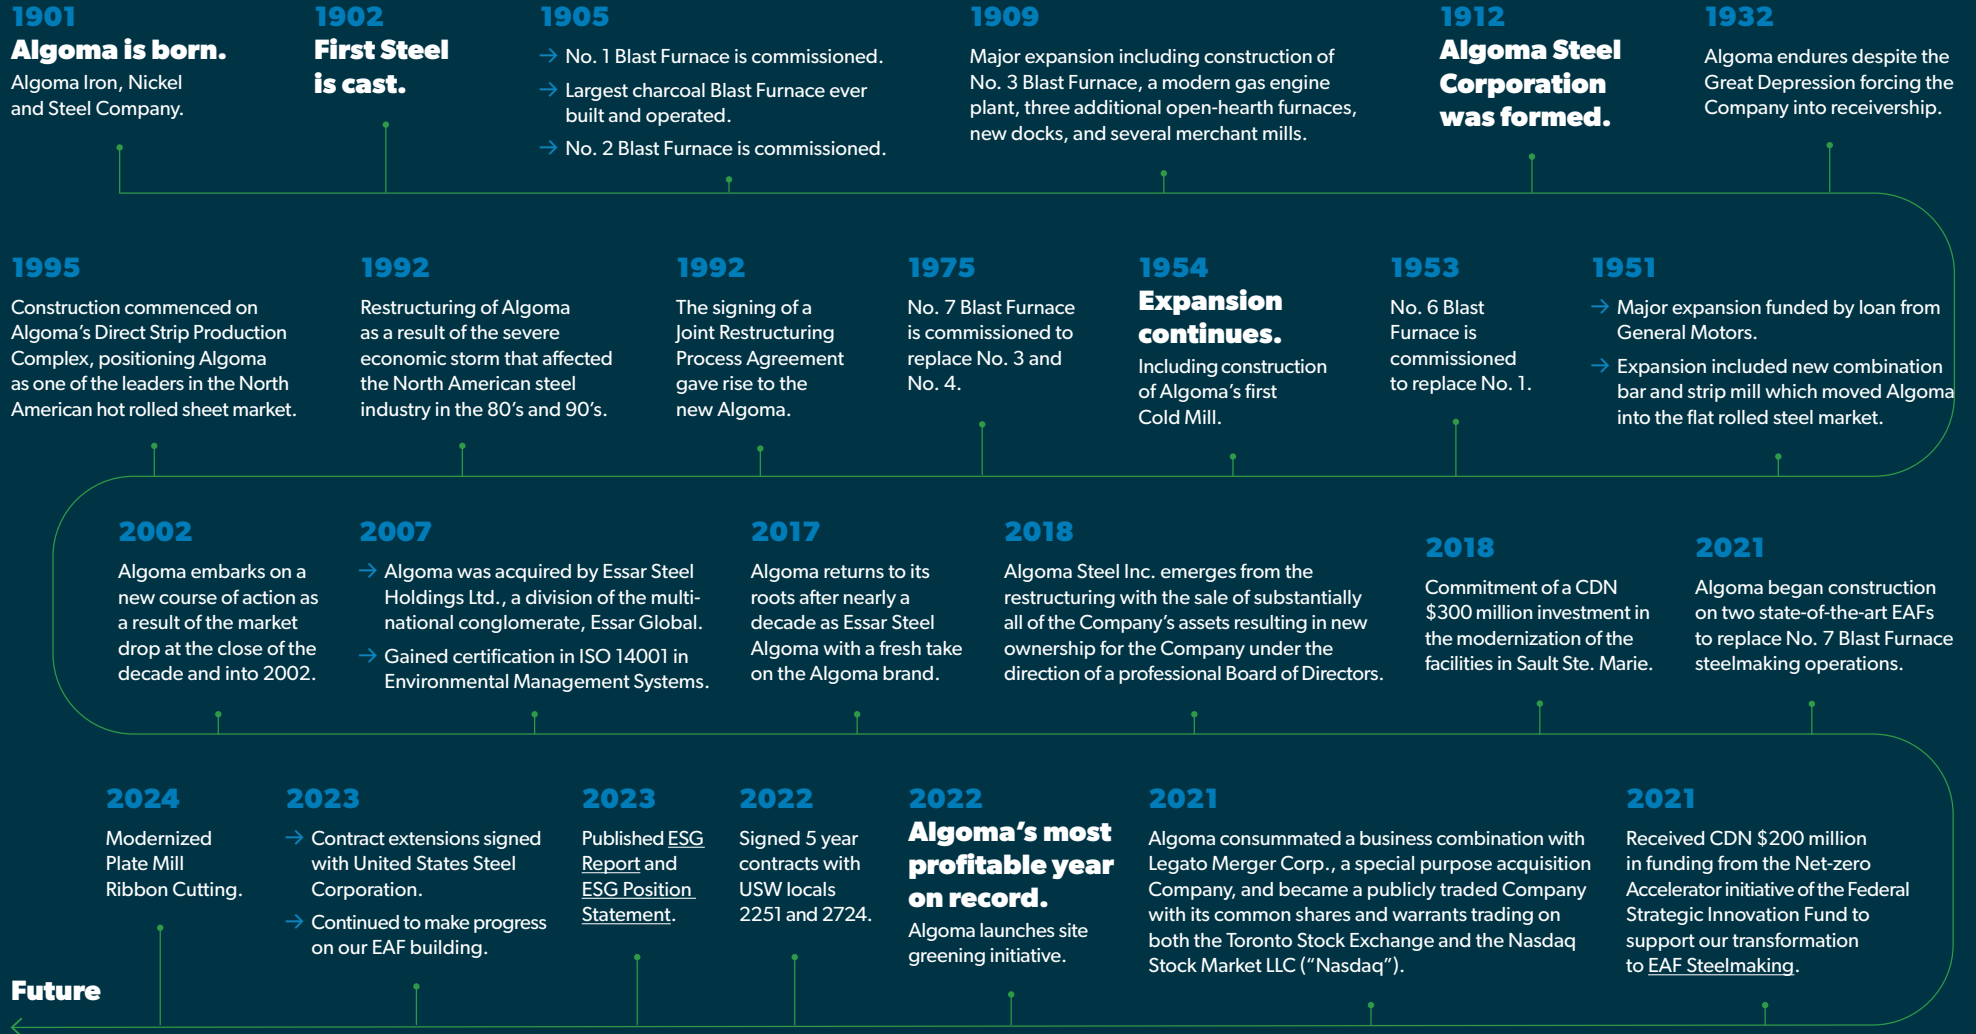 1901
Algoma is born.
Algoma Iron, Nickel
and Steel Company.
1902
First Steel
is cast.
1905
→ No. 1 Blast Furnace is commissioned.
→ Largest charcoal Blast Furnace ever
built and operated.
→ No. 2 Blast Furnace is commissioned.
1909
Major expansion including construction of
No. 3 Blast Furnace, a modern gas engine
plant, three additional open-hearth furnaces,
new docks, and several merchant mills.
1912
Algoma Steel
Corporation
was formed.
1932
Algoma endures despite the
Great Depression forcing the
Company into receivership.
1951
→ Major expansion funded by loan from
General Motors.
→ Expansion included new combination
bar and strip mill which moved Algoma
into the flat rolled steel market.
1953
No. 6 Blast
Furnace is
commissioned
to replace No. 1.
1954
Expansion
continues.
Including construction
of Algoma's first
Cold Mill.
1975
No. 7 Blast Furnace
is commissioned to
replace No. 3 and
No. 4.
1992
The signing of a
Joint Restructuring
Process Agreement
gave rise to the
new Algoma.
1992
Restructuring of Algoma
as a result of the severe
economic storm that affected
the North American steel
industry in the 80's and 90's.
1995
Construction commenced on
Algoma's Direct Strip Production
Complex, positioning Algoma
as one of the leaders in the North
American hot rolled sheet market.
2002
Algoma embarks on a
new course of action as
a result of the market
drop at the close of the
decade and into 2002.
2007
→ Algoma was acquired by Essar Steel
Holdings Ltd., a division of the multi-
national conglomerate, Essar Global.
→ Gained certification in ISO 14001 in
Environmental Management Systems.
2017
Algoma returns to its
roots after nearly a
decade as Essar Steel
Algoma with a fresh take
on the Algoma brand.
2018
Algoma Steel Inc. emerges from the
restructuring with the sale of substantially
all of the Company's assets resulting in new
ownership for the Company under the
direction of a professional Board of Directors.
2018
Commitment of a CDN
$300 million investment in
the modernization of the
facilities in Sault Ste. Marie.
2021
Algoma began construction
on two state-of-the-art EAFs
to replace No. 7 Blast Furnace
steelmaking operations.
2021
Received CDN $200 million
in funding from the Net-zero
Accelerator initiative of the Federal
Strategic Innovation Fund to
support our transformation
to EAF Steelmaking.
2021
Algoma consummated a business combination with
Legato Merger Corp., a special purpose acquisition
Company, and became a publicly traded Company
with its common shares and warrants trading on
both the Toronto Stock Exchange and the Nasdaq
Stock Market LLC ("Nasdaq").
2022
Algoma's most
profitable year
on record.
Algoma launches site
greening initiative.
2022
Signed 5 year
contracts with
USW locals
2251 and 2724.
2023
Published ESG
Report and
ESG Position
Statement.
2023
→ Contract extensions signed
with United States Steel
Corporation.
→ Continued to make progress
on our EAF building.
2024
Modernized
Plate Mill
Ribbon Cutting.
Future